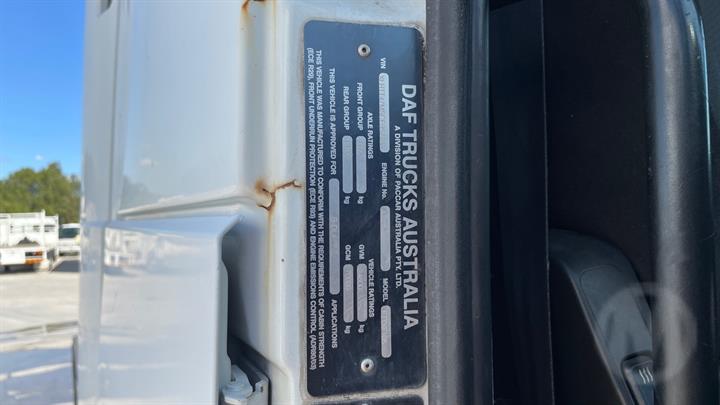 DAF TRUCKS AUSTRALIA
A DIVISION OF PACCAR AUSTRALIA PTY. LTD.
VIN ENGINE No. MODEL
AXLE RATINGS VEHICLE RATINGS
FRONT GROUP kg GVM kg
REAR GROUP kg GCM kg
THIS VEHICLE IS APPROVED FOR APPLICATIONS
THIS VEHICLE WAS MANUFACTURED TO CONFORM WITH THE REQUIREMENTS OF CABIN STRENGTH
(ECE R29), FRONT UNDERRUN PROTECTION (ECE R93) AND ENGINE EMISSIONS CONTROL (ADR80/03)